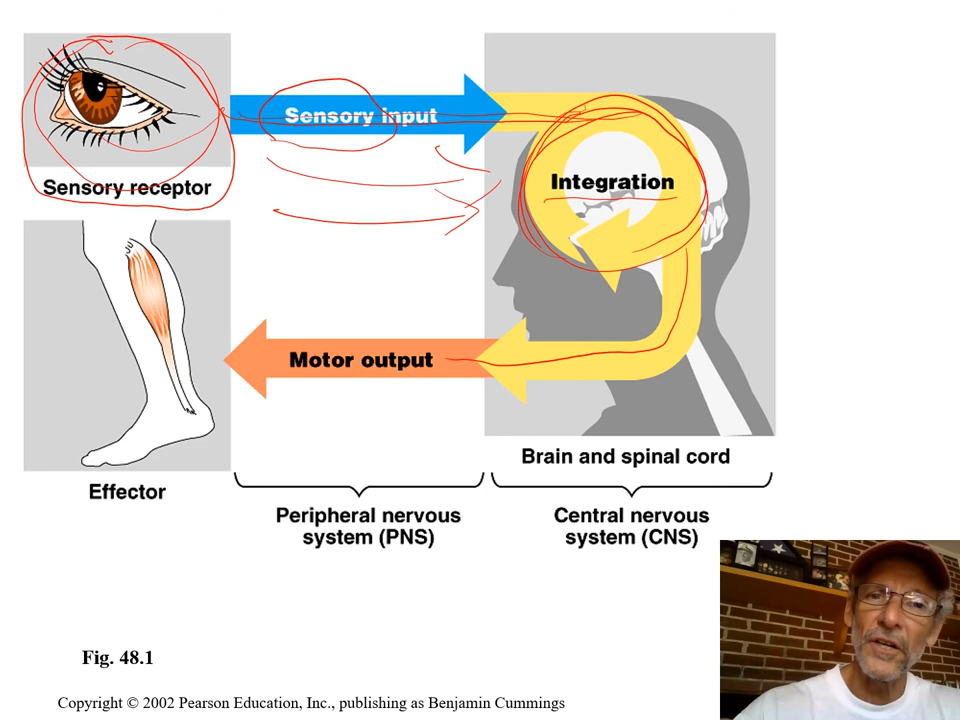 Sensory input
Sensory receptor
Integration
Motor output
Effector
Brain and spinal cord
Peripheral nervous
system (PNS)
Central nervous
system (CNS)
Fig. 48.1
Copyright © 2002 Pearson Education, Inc., publishing as Benjamin Cummings